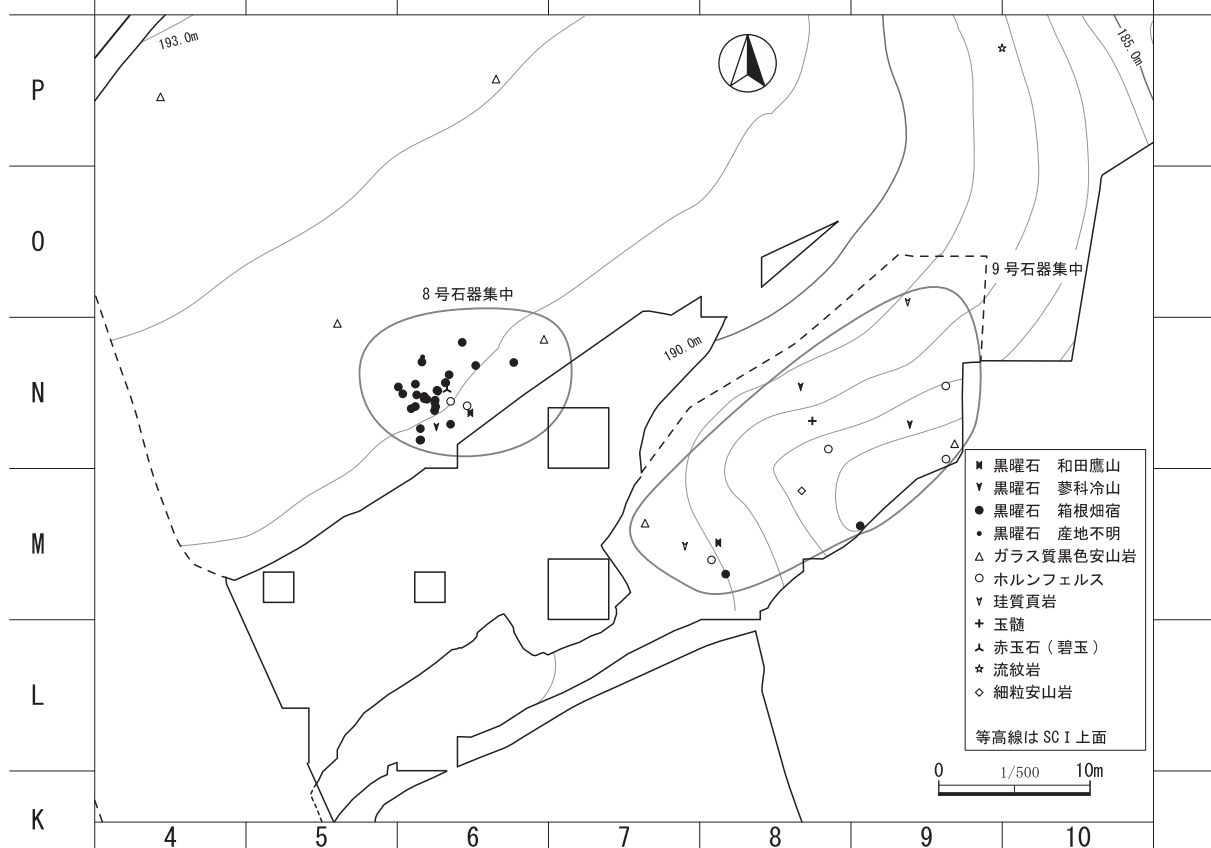 193.0m
185.0m
P
O
9号石器集中
8号石器集中
190.0m
N
黒曜石 和田鷹山
黒曜石 蓼科冷山
黒曜石 箱根畑宿
黒曜石 産地不明
ガラス質黒色安山岩
ホルンフェルス
珪質頁岩
玉髄
赤玉石(碧玉)
流紋岩
細粒安山岩
等高線はSCⅠ上面
M
L
0 1/500 10m
K
4 5 6 7 8 9 10